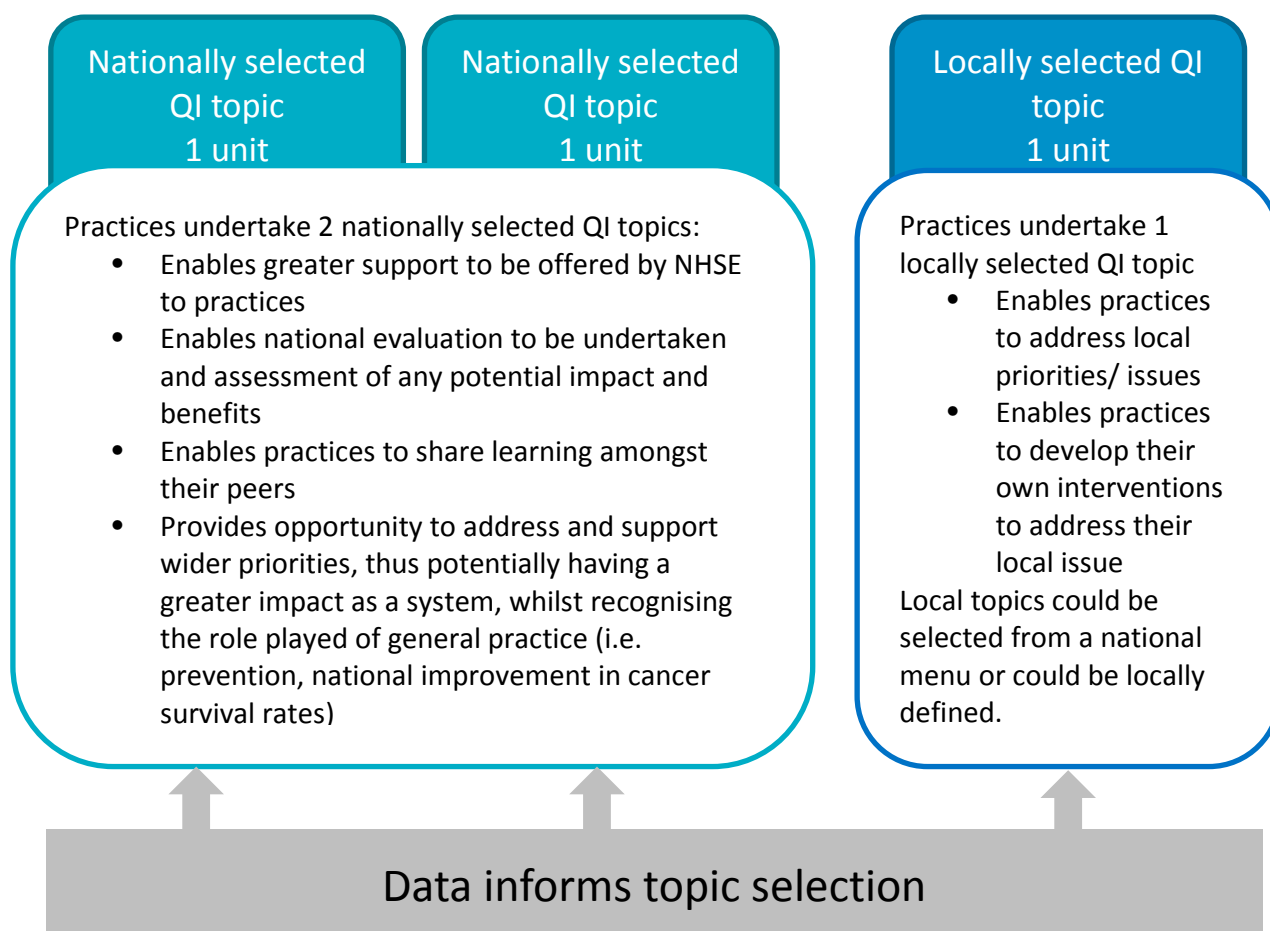 Nationally selected
QI topic
1 unit
Nationally selected
QI topic
1 unit
Locally selected QI
topic
1 unit
Practices undertake 2 nationally selected QI topics:
• Enables greater support to be offered by NHSE
to practices
• Enables national evaluation to be undertaken
and assessment of any potential impact and
benefits
• Enables practices to share learning amongst
their peers
• Provides opportunity to address and support
wider priorities, thus potentially having a
greater impact as a system, whilst recognising
the role played of general practice (i.e.
prevention, national improvement in cancer
survival rates)
Practices undertake 1
locally selected QI topic
• Enables practices
to address local
priorities/ issues
• Enables practices
to develop their
own interventions
to address their
local issue
Local topics could be
selected from a national
menu or could be locally
defined.
Data informs topic selection